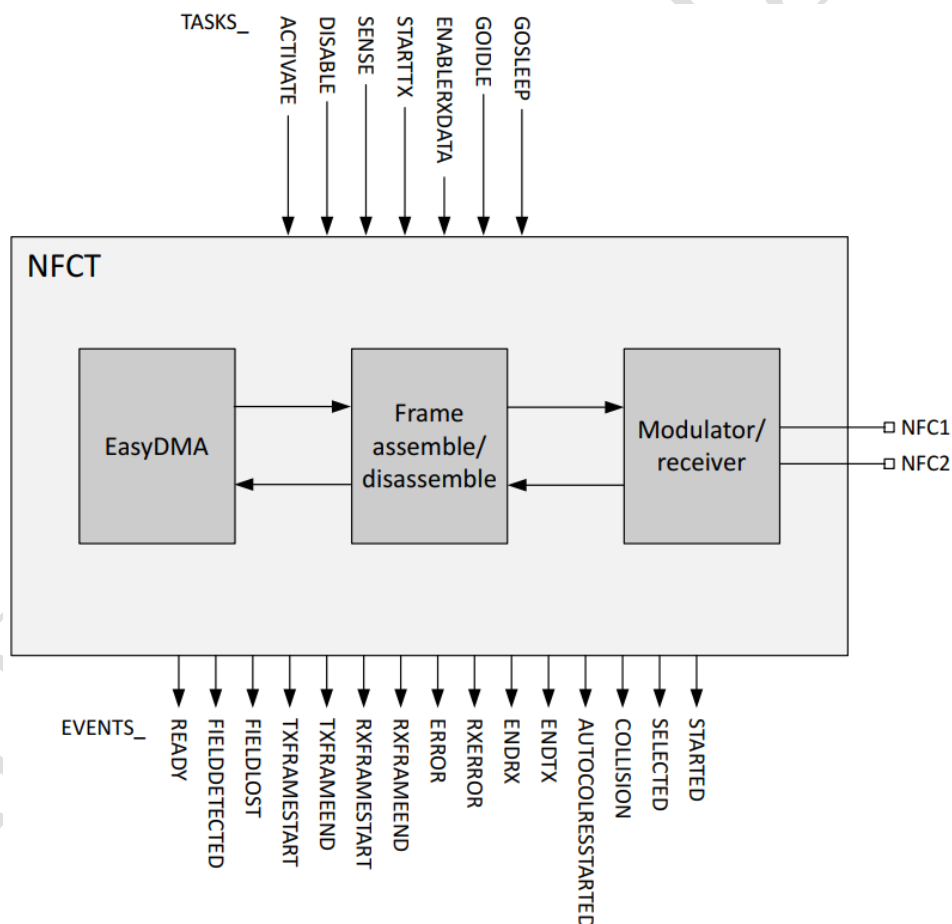 TASKS_
ACTIVATE
DISABLE
SENSE
STARTTX
ENABLERXDATA
GOIDLE
GOSLEEP
NFCT
EasyDMA
Frame
assemble/
disassemble
Modulator/
receiver
NFC1
NFC2
EVENTS_
READY
FIELDDETECTED
FIELDLOST
TXFRAMESTART
TXFRAMEEND
RXFRAMESTART
RXFRAMEEND
ERROR
RXERROR
ENDRX
ENDTX
AUTOCOLRESSTARTED
COLLISION
SELECTED
STARTED